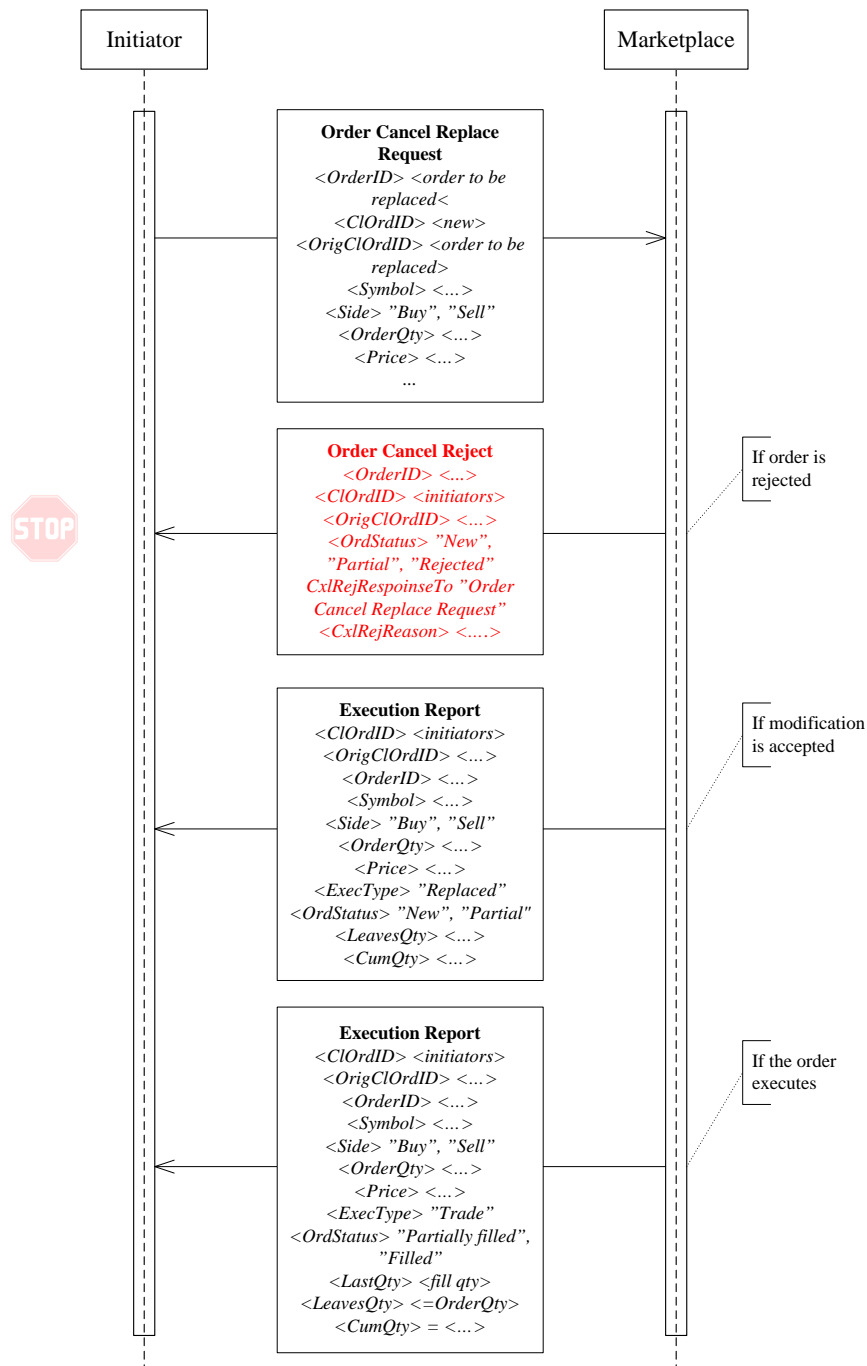 Initiator
Marketplace
Order Cancel Replace
Request
<OrderID> <order to be
replaced<
<ClOrdID> <new>
<OrigClOrdID> <order to be
replaced>
<Symbol> <...>
<Side> ”Buy”, ”Sell”
<OrderQty> <...>
<Price> <...>
...
Order Cancel Reject
<OrderID> <...>
<ClOrdID> <initiators>
<OrigClOrdID> <...>
<OrdStatus> ”New”,
”Partial”, ”Rejected”
CxlRejRespoinseTo ”Order
Cancel Replace Request”
<CxlRejReason> <....>
If order is
rejected
STOP
Execution Report
<ClOrdID> <initiators>
<OrigClOrdID> <...>
<OrderID> <...>
<Symbol> <...>
<Side> ”Buy”, ”Sell”
<OrderQty> <...>
<Price> <...>
<ExecType> ”Replaced”
<OrdStatus> ”New”, ”Partial"
<LeavesQty> <...>
<CumQty> <...>
If modification
is accepted
Execution Report
<ClOrdID> <initiators>
<OrigClOrdID> <...>
<OrderID> <...>
<Symbol> <...>
<Side> ”Buy”, ”Sell”
<OrderQty> <...>
<Price> <...>
<ExecType> ”Trade”
<OrdStatus> ”Partially filled”,
”Filled”
<LastQty> <fill qty>
<LeavesQty> <=OrderQty>
<CumQty> = <...>
If the order
executes